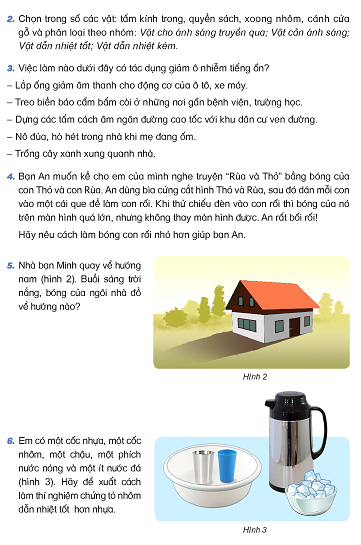 2. Chọn trong số các vật: tấm kính trong, quyển sách, xoong nhôm, cánh cửa
gỗ và phân loại theo nhóm: Vật cho ánh sáng truyền qua; Vật cản ánh sáng;
Vật dẫn nhiệt tốt; Vật dẫn nhiệt kém.
3. Việc làm nào dưới đây có tác dụng giảm ô nhiễm tiếng ồn?
– Lắp ống giảm âm thanh cho động cơ của ô tô, xe máy.
– Treo biển báo cấm bấm còi ở những nơi gần bệnh viện, trường học.
– Dựng các tấm cách âm ngăn đường cao tốc với khu dân cư ven đường.
– Nô đùa, hò hét trong nhà khi mẹ đang ốm.
– Trồng cây xanh xung quanh nhà.
4. Bạn An muốn kể cho em của mình nghe truyện “Rùa và Thỏ” bằng bóng của
con Thỏ và con Rùa. An dùng bìa cứng cắt hình Thỏ và Rùa, sau đó dán mỗi con
vào một cái que để làm con rối. Khi thử chiếu đèn vào con rối thì bóng của nó
trên màn hình quá lớn, nhưng không thay màn hình được. An rất bối rối!
Hãy nêu cách làm bóng con rối nhỏ hơn giúp bạn An.
5. Nhà bạn Minh quay về hướng
nam (hình 2). Buổi sáng trời
nắng, bóng của ngôi nhà đổ
về hướng nào?
Hình 2
6. Em có một cốc nhựa, một cốc
nhôm, một chậu, một phích
nước nóng và một ít nước đá
(hình 3). Hãy đề xuất cách
làm thí nghiệm chứng tỏ nhôm
dẫn nhiệt tốt hơn nhựa.
Hình 3